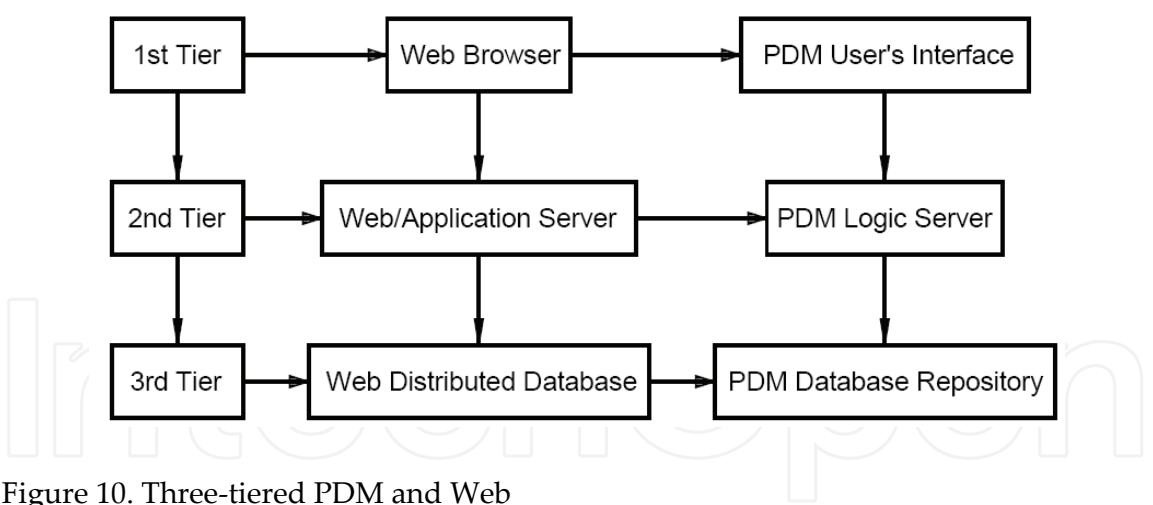 1st Tier
Web Browser
PDM User's Interface
2nd Tier
Web/Application Server
PDM Logic Server
3rd Tier
Web Distributed Database
PDM Database Repository
IntechOpen
Figure 10. Three-tiered PDM and Web